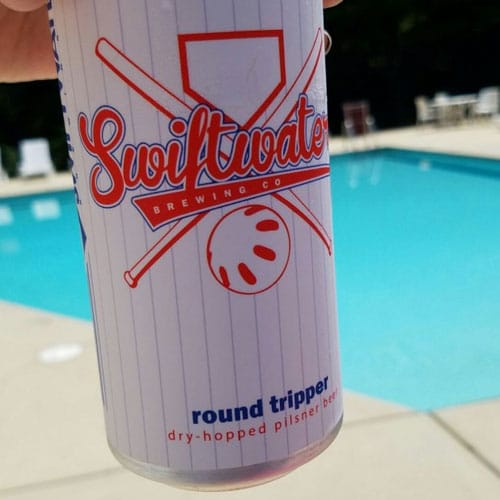 Swiftwater
BREWING CO
round tripper
dry-hopped pilsner beer